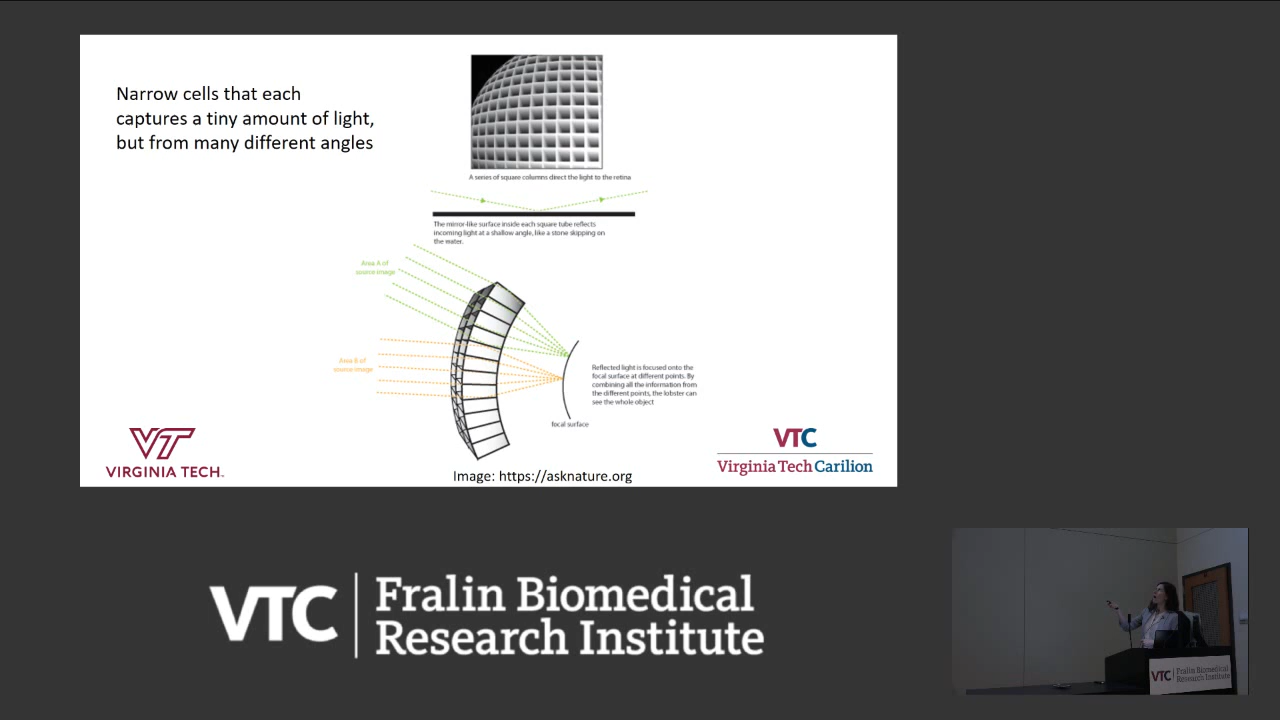 Narrow cells that each
captures a tiny amount of light,
but from many different angles
A series of square columns direct the light to the retina
The mirror-like surface inside each square tube reflects
incoming light at a shallow angle, like a stone skipping on
the water.
Area A of
source image
Area B of
source image
Reflected light is focused onto the
focal surface at different points. By
combining all the information from
the different points, the lobster can
see the whole object
focal surface
VT
VIRGINIA TECH.
Image: https://asknature.org
VTC
Virginia Tech Carilion
VTC
Fralin Biomedical
Research Institute
VTC
Fralin Biomedical
Research Institute